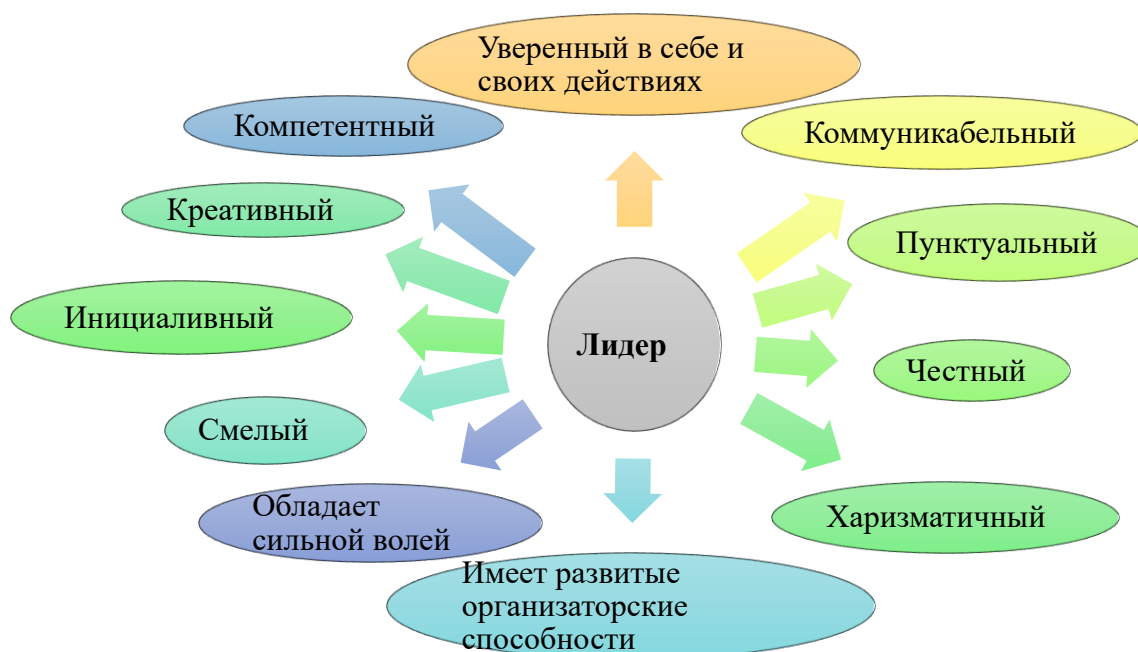 Уверенный в себе и
своих действиях
Компетентный
Коммуникабельный
Креативный
Пунктуальный
Инициаливный
Лидер
Честный
Смелый
Обладает
сильной волей
Харизматичный
Имеет развитые
организаторские
способности